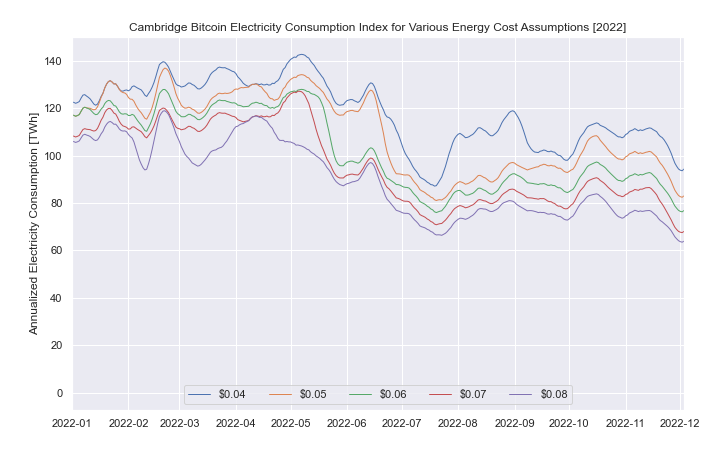 Cambridge Bitcoin Electricity Consumption Index for Various Energy Cost Assumptions [2022]
Annualized Electricity Consumption [TWh]
140
120
100
80
60
40
20
0
$0.04 $0.05 $0.06 $0.07 $0.08
2022-01 2022-02 2022-03 2022-04 2022-05 2022-06 2022-07 2022-08 2022-09 2022-10 2022-11 2022-12